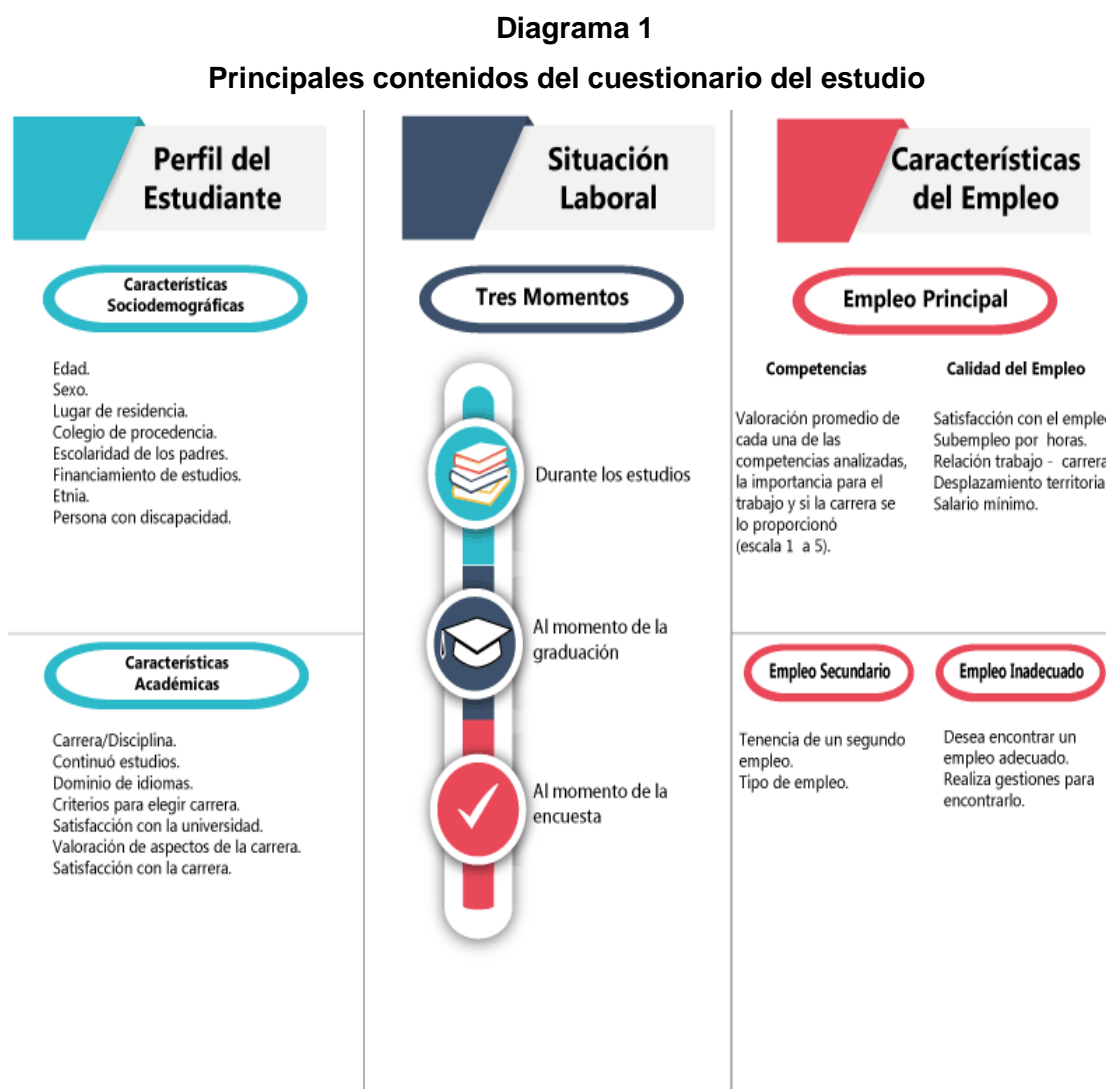 Diagrama 1
Principales contenidos del cuestionario del estudio
Perfil del
Estudiante
Características
Sociodemográficas
Edad.
Sexo.
Lugar de residencia.
Colegio de procedencia.
Escolaridad de los padres.
Financiamiento de estudios.
Etnia.
Persona con discapacidad.
Características
Académicas
Carrera/Disciplina.
Continuó estudios.
Dominio de idiomas.
Criterios para elegir carrera.
Satisfacción con la universidad.
Valoración de aspectos de la carrera.
Satisfacción con la carrera.
Situación
Laboral
Tres Momentos
Durante los estudios
Al momento de la
graduación
Al momento de la
encuesta
Características
del Empleo
Empleo Principal
Competencias
Valoración promedio de
cada una de las
competencias analizadas,
la importancia para el
trabajo y si la carrera se
lo proporcionó
(escala 1 a 5).
Calidad del Empleo
Satisfacción con el empleo
Subempleo por horas.
Relación trabajo - carrera
Desplazamiento territoria
Salario mínimo.
Empleo Secundario
Tenencia de un segundo
empleo.
Tipo de empleo.
Empleo Inadecuado
Desea encontrar un
empleo adecuado.
Realiza gestiones para
encontrarlo.